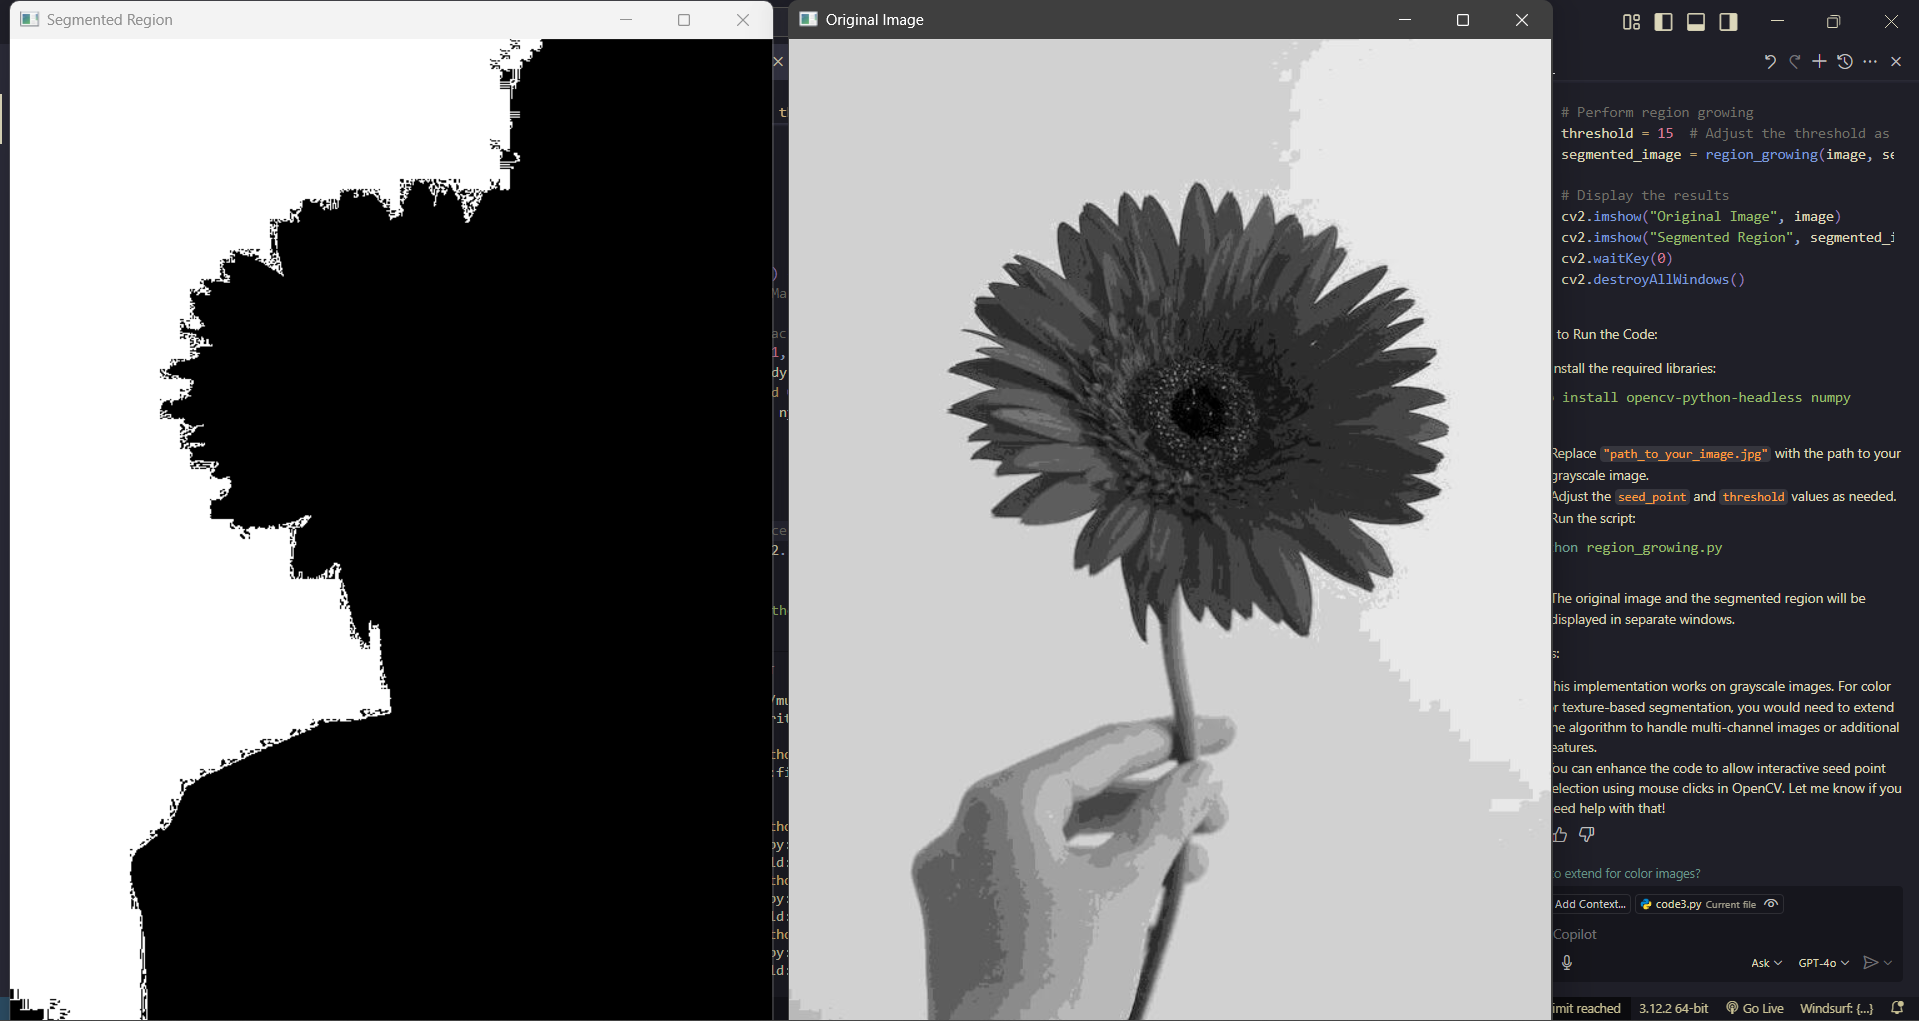 Segmented Region
Original Image
# Perform region growing
threshold = 15  # Adjust the threshold as
segmented_image = region_growing(image, se
# Display the results
cv2.imshow("Original Image", image)
cv2.imshow("Segmented Region", segmented_i
cv2.waitKey(0)
cv2.destroyAllWindows()
to Run the Code:
nstall the required libraries:
install opencv-python-headless numpy
Replace "path_to_your_image.jpg" with the path to your
grayscale image.
Adjust the seed_point and threshold values as needed.
Run the script:
hon region_growing.py
The original image and the segmented region will be
displayed in separate windows.
s:
his implementation works on grayscale images. For color
r texture-based segmentation, you would need to extend
he algorithm to handle multi-channel images or additional
eatures.
ou can enhance the code to allow interactive seed point
election using mouse clicks in OpenCV. Let me know if you
eed help with that!
o extend for color images?
Add Context... code3.py Current file
Copilot
Ask GPT-4o
imit reached 3.12.2 64-bit Go Live Windsurf: {...}